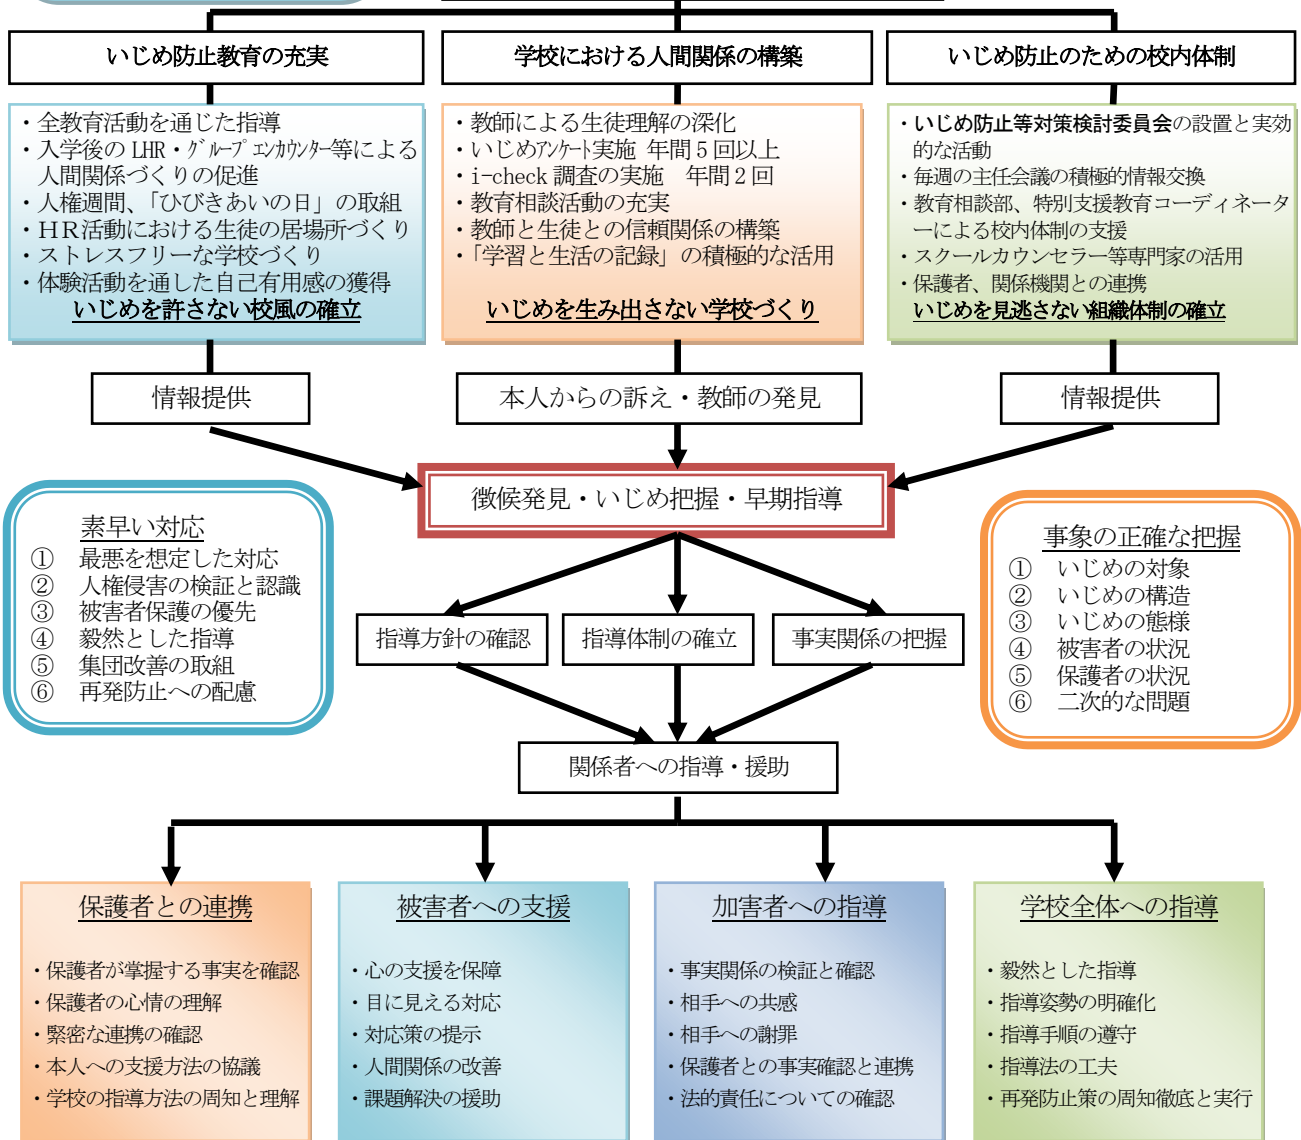 いじめ防止教育の充実
・全教育活動を通じた指導
・入学後のLHR・グループエンカウンター等による
人間関係づくりの促進
・人権週間、「ひびきあいの日」の取組
・HR活動における生徒の居場所づくり
・ストレスフリーな学校づくり
・体験活動を通した自己有用感の獲得
いじめを許さない校風の確立
学校における人間関係の構築
・教師による生徒理解の深化
・いじめアンケート実施 年間5回以上
・i-check調査の実施 年間2回
・教育相談活動の充実
・教師と生徒との信頼関係の構築
・「学習と生活の記録」の積極的な活用
いじめを生み出さない学校づくり
いじめ防止のための校内体制
・いじめ防止等対策検討委員会の設置と実効
的な活動
・毎週の主任会議の積極的情報交換
・教育相談部、特別支援教育コーディネータ
ーによる校内体制の支援
・スクールカウンセラー等専門家の活用
・保護者、関係機関との連携
いじめを見逃さない組織体制の確立
情報提供
本人からの訴え・教師の発見
情報提供
徴候発見・いじめ把握・早期指導
素早い対応
① 最悪を想定した対応
② 人権侵害の検証と認識
③ 被害者保護の優先
④ 毅然とした指導
⑤ 集団改善の取組
⑥ 再発防止への配慮
事象の正確な把握
① いじめの対象
② いじめの構造
③ いじめの態様
④ 被害者の状況
⑤ 保護者の状況
⑥ 二次的な問題
指導方針の確認
指導体制の確立
事実関係の把握
関係者への指導・援助
保護者との連携
・保護者が掌握する事実を確認
・保護者の心情の理解
・緊密な連携の確認
・本人への支援方法の協議
・学校の指導方法の周知と理解
被害者への支援
・心の支援を保障
・目に見える対応
・対応策の提示
・人間関係の改善
・課題解決の援助
加害者への指導
・事実関係の検証と確認
・相手への共感
・相手への謝罪
・保護者との事実確認と連携
・法的責任についての確認
学校全体への指導
・毅然とした指導
・指導姿勢の明確化
・指導手順の遵守
・指導法の工夫
・再発防止策の周知徹底と実行